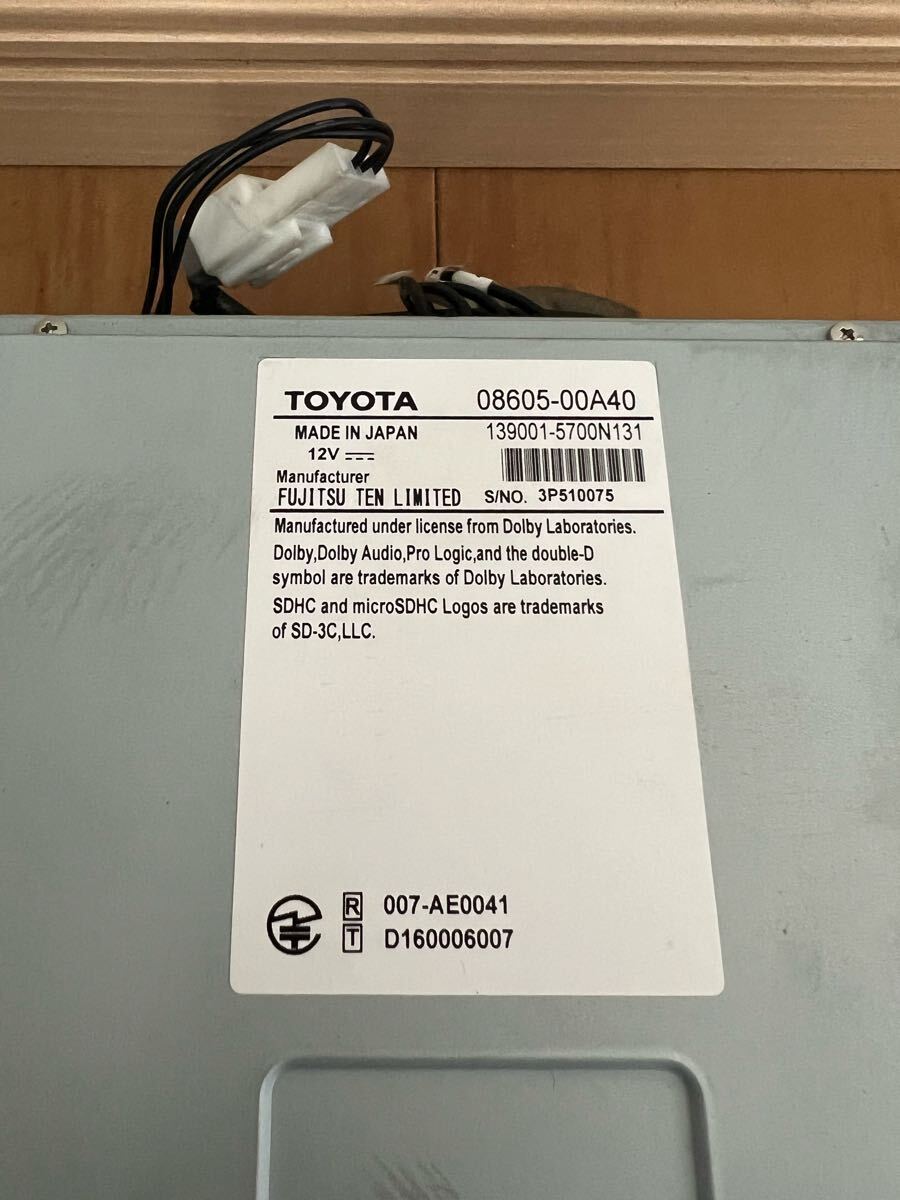 TOYOTA 08605-00A40
MADE IN JAPAN 139001-5700N131
12V
Manufacturer
FUJITSU TEN LIMITED S/NO. 3P510075
Manufactured under license from Dolby Laboratories.
Dolby,Dolby Audio,Pro Logic,and the double-D
symbol are trademarks of Dolby Laboratories.
SDHC and microSDHC Logos are trademarks
of SD-3C,LLC.
R 007-AE0041
T D160006007